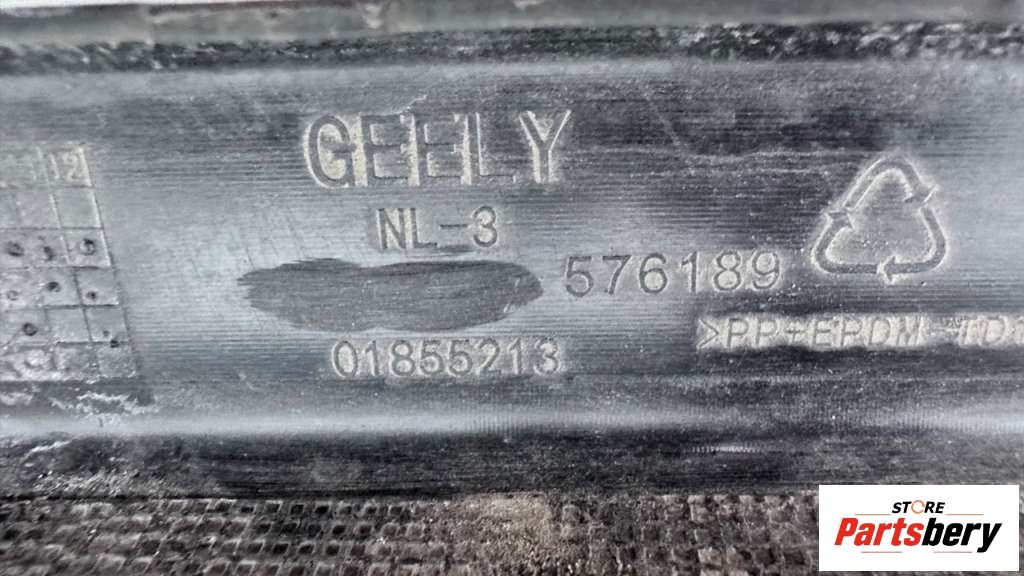 GEELY
NL-3
576189
01855213
>PP+EPDM-TD
STORE
Partsbery